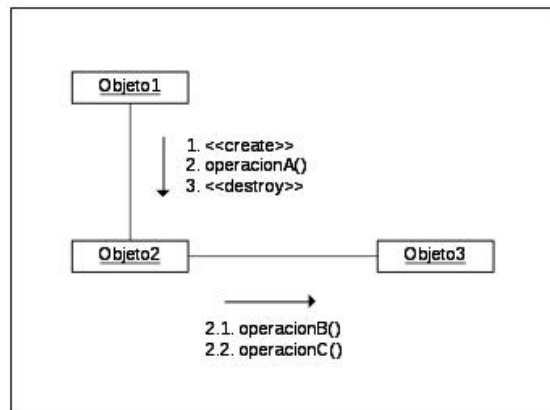 Objeto1
1. <<create>>
2. operacionA()
3. <<destroy>>
Objeto2
Objeto3
2.1. operacionB()
2.2. operacionC()